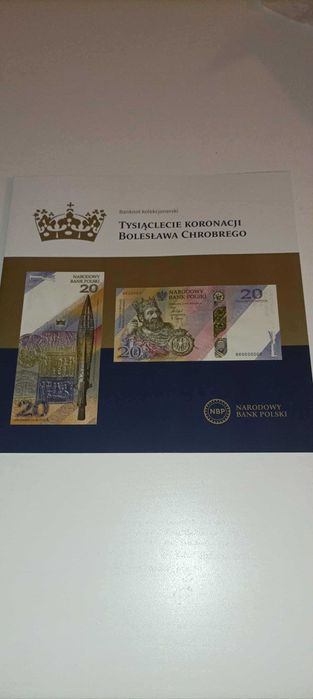 Banknot kolekcjonerski
TYSIĄCLECIE KORONACJI
BOLESŁAWA CHROBREGO
NARODOWY
20
BANK POLSKI
20
NARODOWY
BANK POLSKI
20
20
NBP
NARODOWY
BANK POLSKI